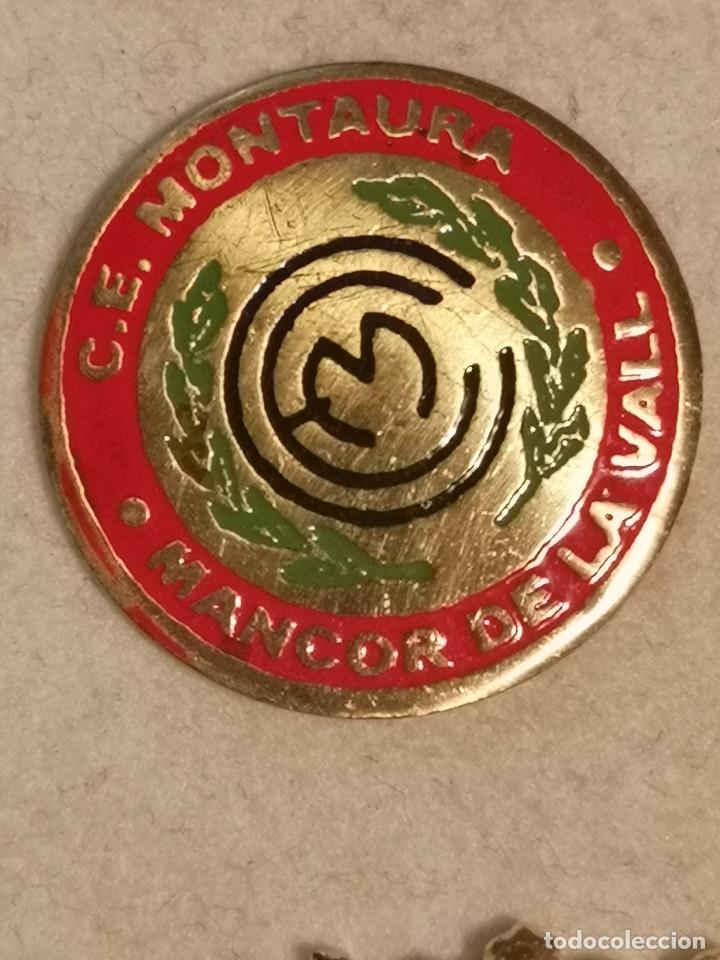 C.E. MONTAURA
· MANCOR DE LA VALL ·
todocoleccion